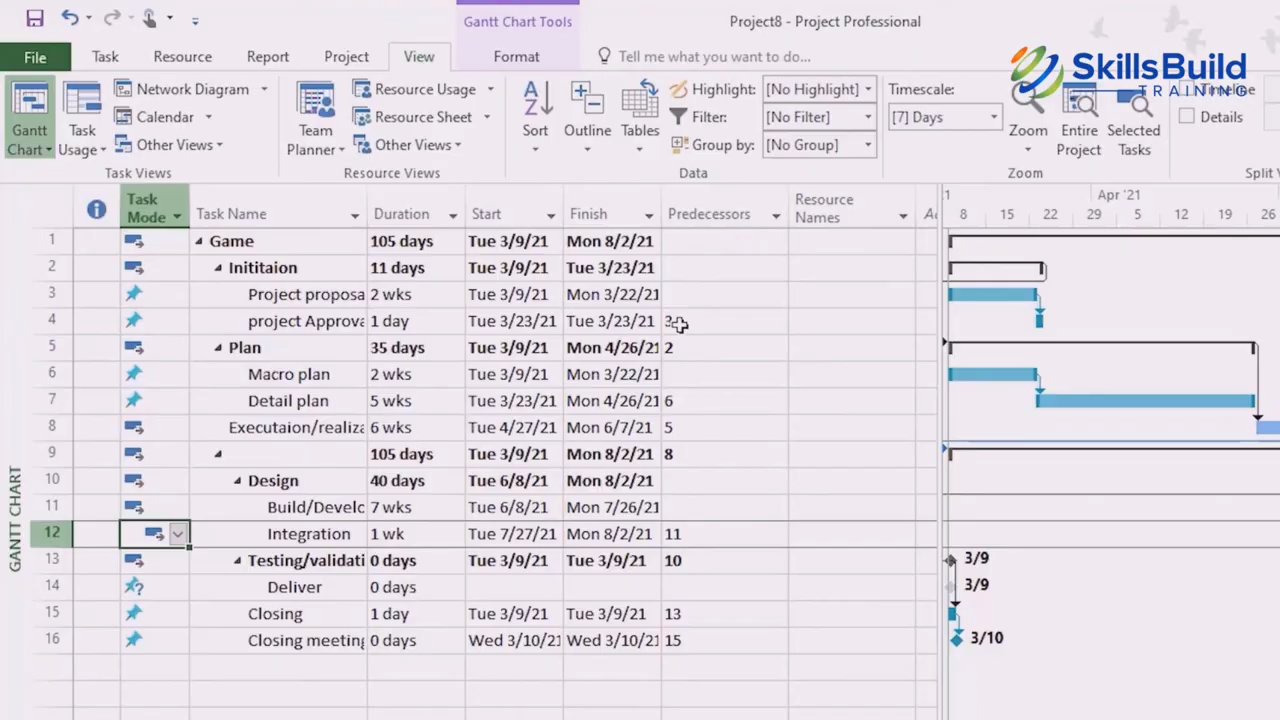 Gantt Chart Tools
Project8 - Project Professional
File Task Resource Report Project View Format Tell me what you want to do...
SkillsBuild
TRAINING
Gantt Chart
Task Usage
Network Diagram
Calendar
Other Views
Task Views
Team Planner
Resource Usage
Resource Sheet
Other Views
Resource Views
Sort
Outline
Tables
Highlight: [No Highlight]
Filter: [No Filter]
Group by: [No Group]
Data
Timescale:
[7] Days
Zoom
Entire Project
Selected Tasks
Zoom
Timeline
Details
Split V
Task Mode Task Name Duration Start Finish Predecessors Resource Names
Apr '21
8 15 22 29 5 12 19 26
1 Game 105 days Tue 3/9/21 Mon 8/2/21
2 Inititaion 11 days Tue 3/9/21 Tue 3/23/21
3 Project proposa 2 wks Tue 3/9/21 Mon 3/22/21
4 project Approva 1 day Tue 3/23/21 Tue 3/23/21 3
5 Plan 35 days Tue 3/9/21 Mon 4/26/21 2
6 Macro plan 2 wks Tue 3/9/21 Mon 3/22/21
7 Detail plan 5 wks Tue 3/23/21 Mon 4/26/21 6
8 Executaion/realiza 6 wks Tue 4/27/21 Mon 6/7/21 5
9 105 days Tue 3/9/21 Mon 8/2/21 8
10 Design 40 days Tue 6/8/21 Mon 8/2/21
11 Build/Develo 7 wks Tue 6/8/21 Mon 7/26/21
12 Integration 1 wk Tue 7/27/21 Mon 8/2/21 11
13 Testing/validati 0 days Tue 3/9/21 Tue 3/9/21 10 3/9
14 Deliver 0 days 3/9
15 Closing 1 day Tue 3/9/21 Tue 3/9/21 13
16 Closing meeting 0 days Wed 3/10/21 Wed 3/10/21 15 3/10
GANTT CHART